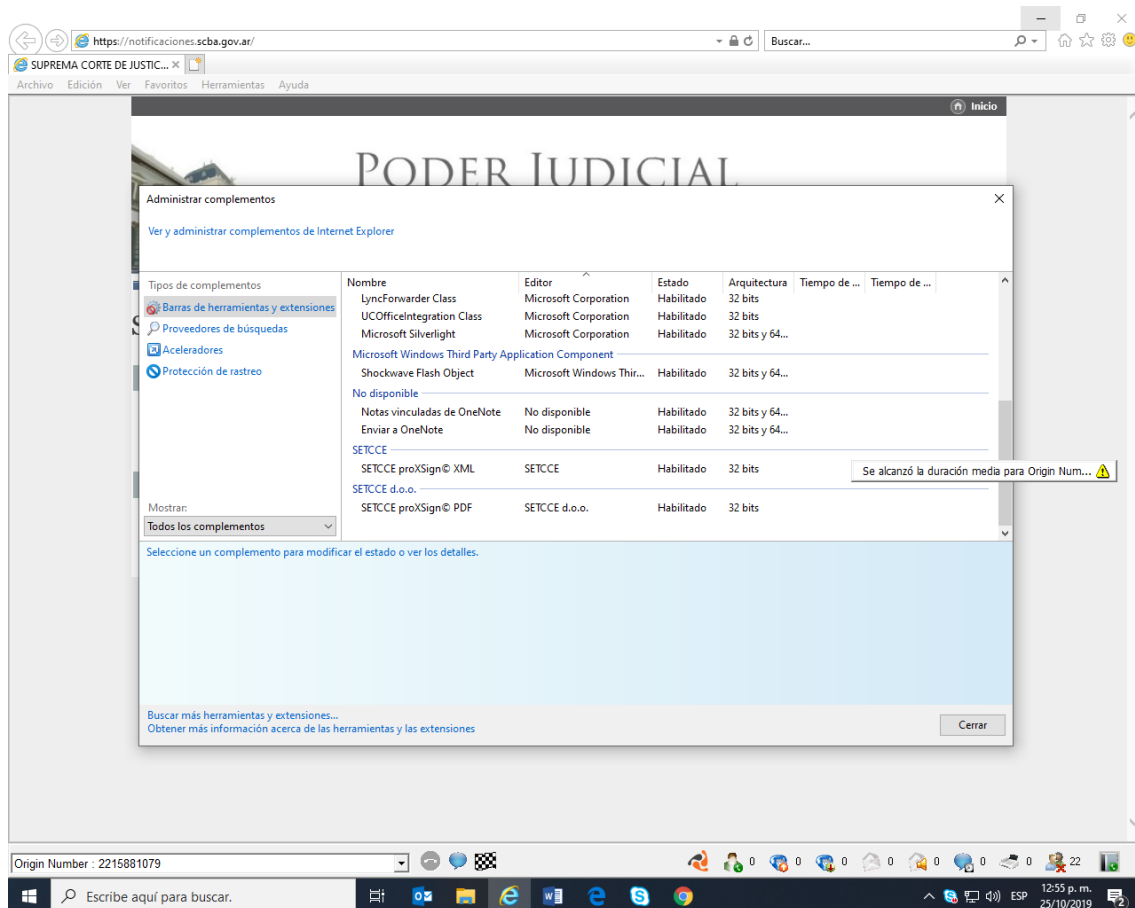 https://notificaciones.scba.gov.ar/
Buscar...
SUPREMA CORTE DE JUSTIC...
Archivo Edición Ver Favoritos Herramientas Ayuda
Inicio
PODER JUDICIAL
Administrar complementos
Ver y administrar complementos de Internet Explorer
Tipos de complementos
Barras de herramientas y extensiones
Proveedores de búsquedas
Aceleradores
Protección de rastreo
Mostrar:
Todos los complementos
Nombre Editor Estado Arquitectura Tiempo de ... Tiempo de ...
LyncForwarder Class Microsoft Corporation Habilitado 32 bits
UCOfficeIntegration Class Microsoft Corporation Habilitado 32 bits
Microsoft Silverlight Microsoft Corporation Habilitado 32 bits y 64...
Microsoft Windows Third Party Application Component
Shockwave Flash Object Microsoft Windows Thir... Habilitado 32 bits y 64...
No disponible
Notas vinculadas de OneNote No disponible Habilitado 32 bits y 64...
Enviar a OneNote No disponible Habilitado 32 bits y 64...
SETCCE
SETCCE proXSign© XML SETCCE Habilitado 32 bits
Se alcanzó la duración media para Origin Num...
SETCCE d.o.o.
SETCCE proXSign© PDF SETCCE d.o.o. Habilitado 32 bits
Seleccione un complemento para modificar el estado o ver los detalles.
Buscar más herramientas y extensiones...
Obtener más información acerca de las herramientas y las extensiones
Cerrar
Origin Number : 2215881079
0 0 0 0 0 0 0 22
Escribe aquí para buscar.
ESP
12:55 p. m.
25/10/2019
2